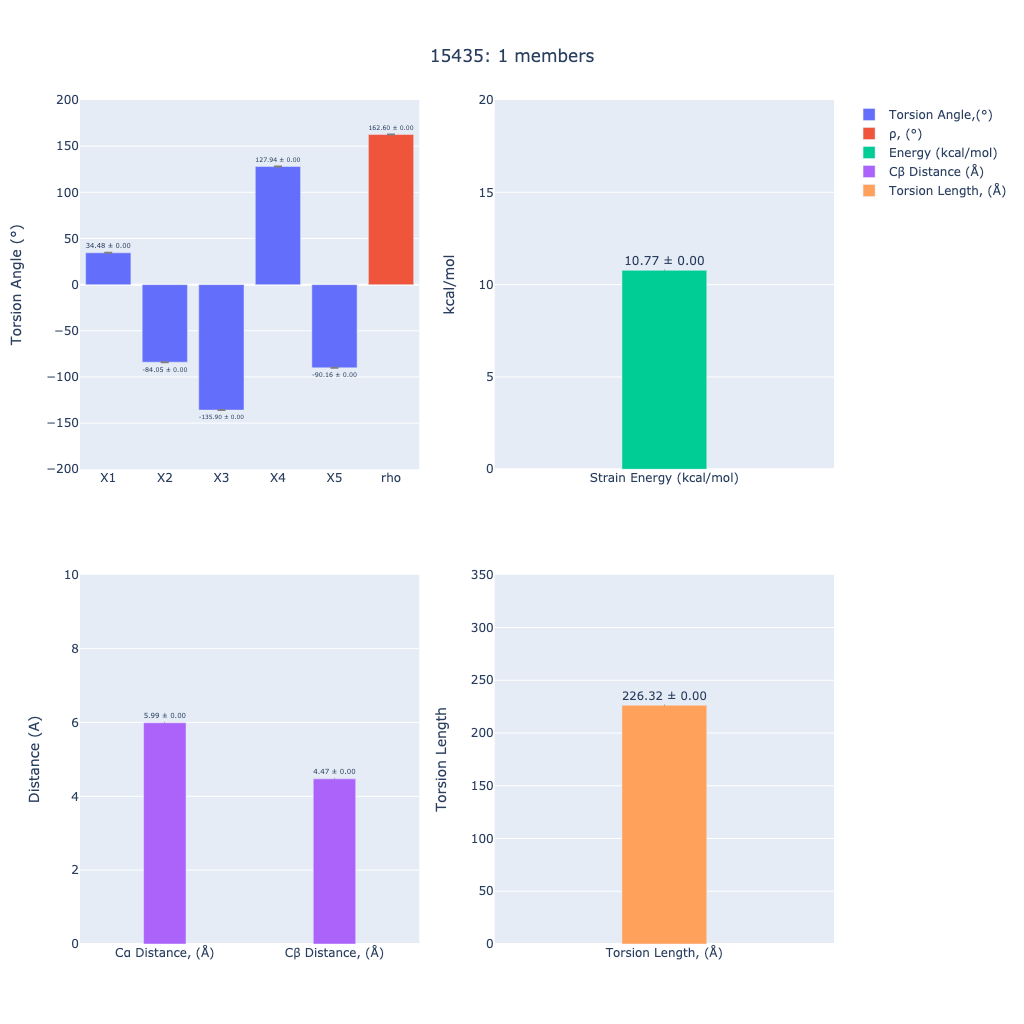 15435: 1 members
Torsion Angle (°)
200
150
100
50
0
−50
−100
−150
−200
34.48 ± 0.00
-84.05 ± 0.00
-135.90 ± 0.00
127.94 ± 0.00
-90.16 ± 0.00
162.60 ± 0.00
X1 X2 X3 X4 X5 rho
kcal/mol
20
15
10
5
0
10.77 ± 0.00
Strain Energy (kcal/mol)
Torsion Angle,(°)
ρ, (°)
Energy (kcal/mol)
Cβ Distance (Å)
Torsion Length, (Å)
Distance (A)
10
8
6
4
2
0
5.99 ± 0.00
4.47 ± 0.00
Cα Distance, (Å) Cβ Distance, (Å)
Torsion Length
350
300
250
200
150
100
50
0
226.32 ± 0.00
Torsion Length, (Å)